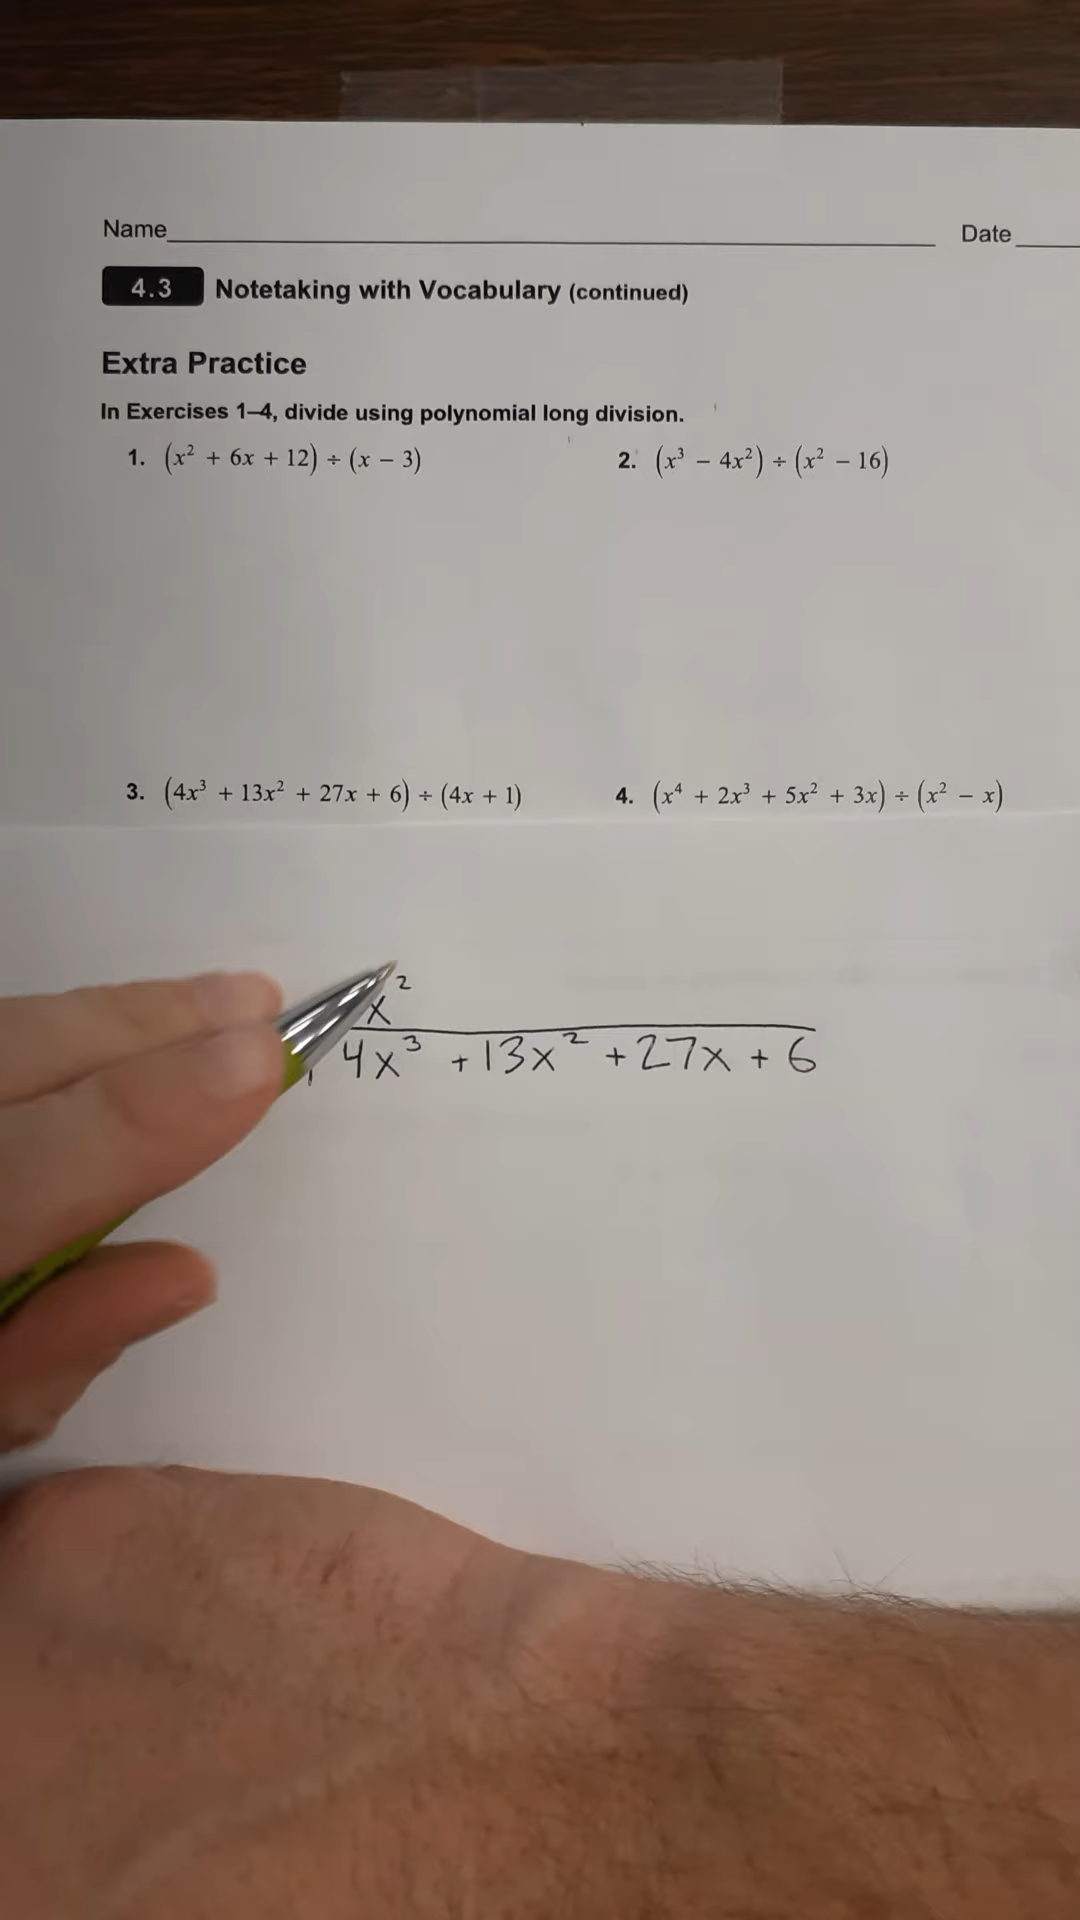 Name Date
4.3 Notetaking with Vocabulary (continued)
Extra Practice
In Exercises 1–4, divide using polynomial long division.
1. (x² + 6x + 12) ÷ (x − 3) 2. (x³ − 4x²) ÷ (x² − 16)
3. (4x³ + 13x² + 27x + 6) ÷ (4x + 1) 4. (x⁴ + 2x³ + 5x² + 3x) ÷ (x² − x)
x²
4x³ + 13x² + 27x + 6